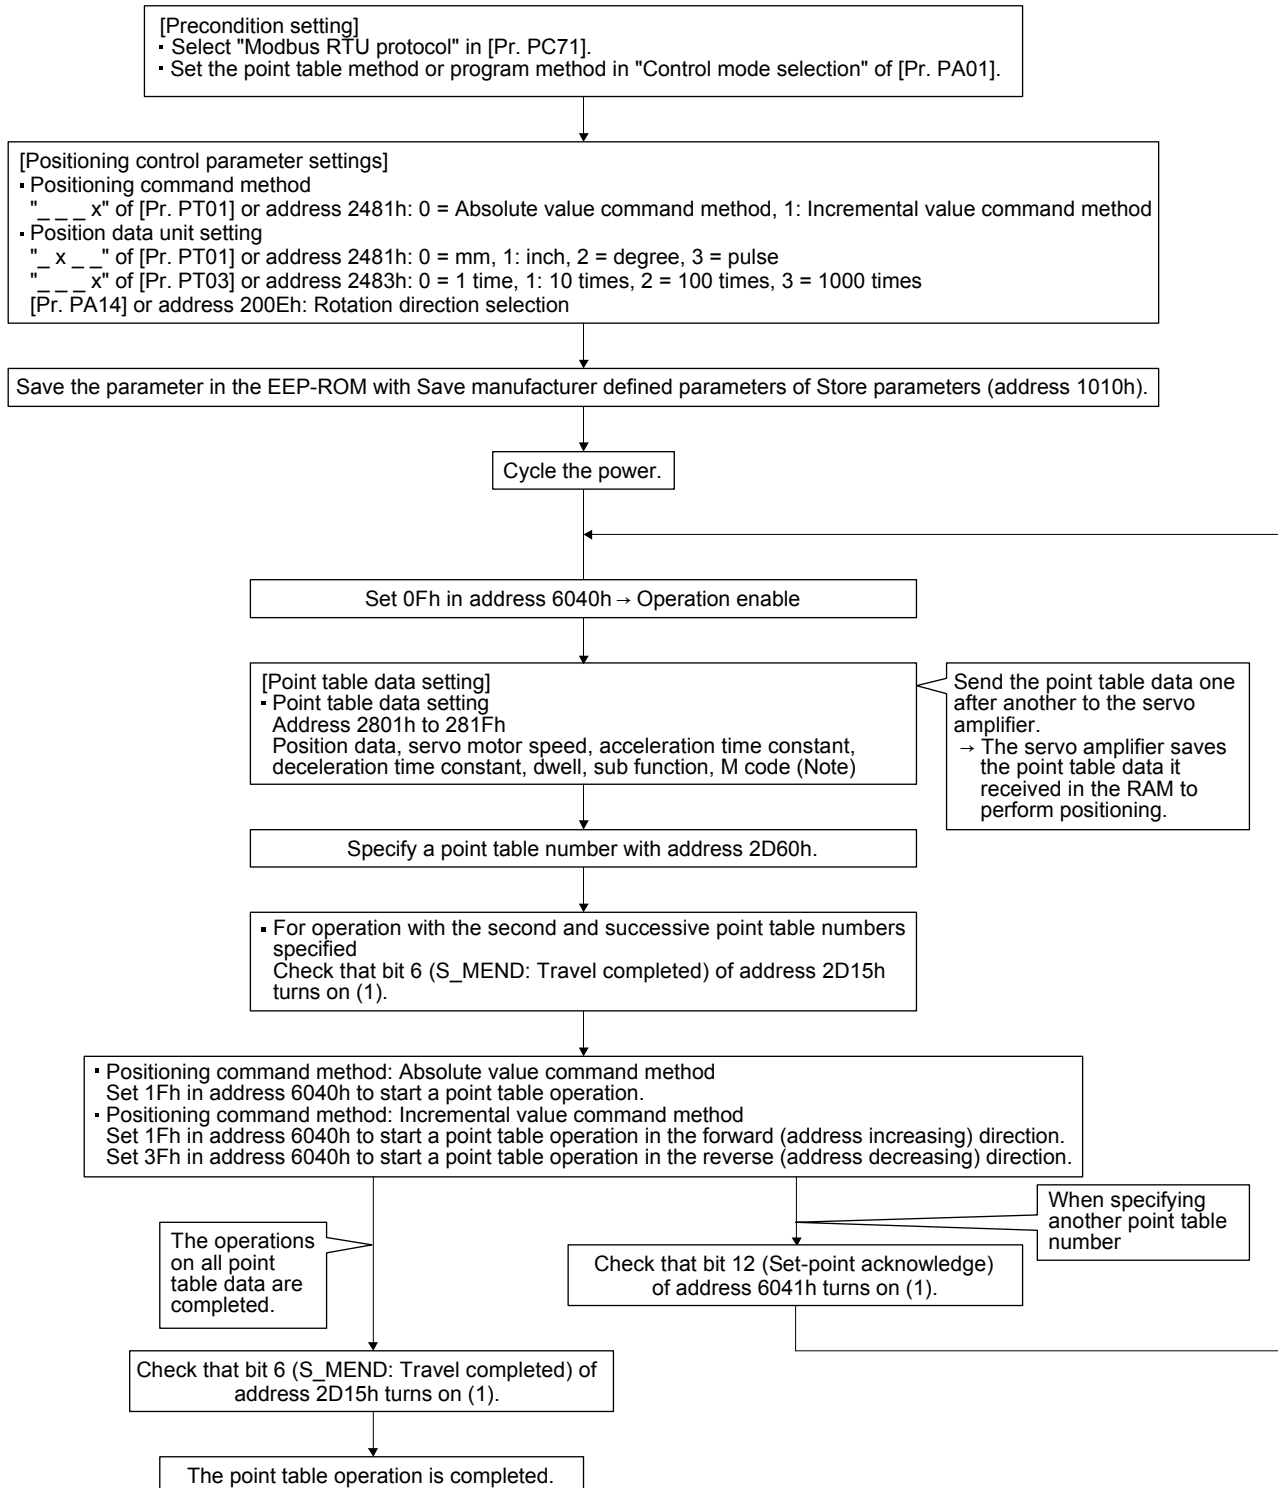 [Precondition setting]
▪ Select "Modbus RTU protocol" in [Pr. PC71].
▪ Set the point table method or program method in "Control mode selection" of [Pr. PA01].
[Positioning control parameter settings]
▪ Positioning command method
"_ _ _ x" of [Pr. PT01] or address 2481h: 0 = Absolute value command method, 1: Incremental value command method
▪ Position data unit setting
"_ x _ _" of [Pr. PT01] or address 2481h: 0 = mm, 1: inch, 2 = degree, 3 = pulse
"_ _ _ x" of [Pr. PT03] or address 2483h: 0 = 1 time, 1: 10 times, 2 = 100 times, 3 = 1000 times
[Pr. PA14] or address 200Eh: Rotation direction selection
Save the parameter in the EEP-ROM with Save manufacturer defined parameters of Store parameters (address 1010h).
Cycle the power.
Set 0Fh in address 6040h → Operation enable
[Point table data setting]
▪ Point table data setting
Address 2801h to 281Fh
Position data, servo motor speed, acceleration time constant,
deceleration time constant, dwell, sub function, M code (Note)
Send the point table data one
after another to the servo
amplifier.
→ The servo amplifier saves
the point table data it
received in the RAM to
perform positioning.
Specify a point table number with address 2D60h.
▪ For operation with the second and successive point table numbers
specified
Check that bit 6 (S_MEND: Travel completed) of address 2D15h
turns on (1).
▪ Positioning command method: Absolute value command method
Set 1Fh in address 6040h to start a point table operation.
▪ Positioning command method: Incremental value command method
Set 1Fh in address 6040h to start a point table operation in the forward (address increasing) direction.
Set 3Fh in address 6040h to start a point table operation in the reverse (address decreasing) direction.
The operations
on all point
table data are
completed.
When specifying
another point table
number
Check that bit 12 (Set-point acknowledge)
of address 6041h turns on (1).
Check that bit 6 (S_MEND: Travel completed) of
address 2D15h turns on (1).
The point table operation is completed.